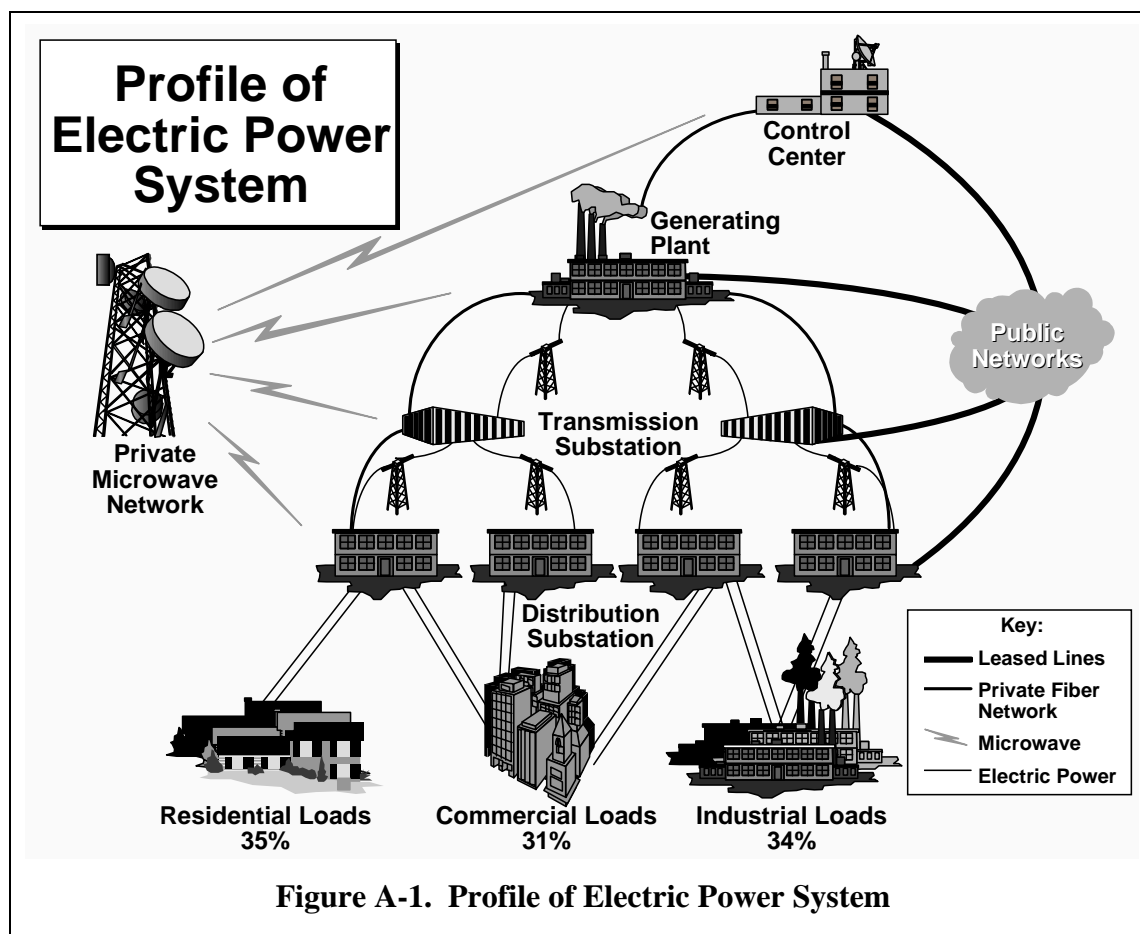 Profile of
Electric Power
System
Control
Center
Generating
Plant
Public
Networks
Transmission
Substation
Private
Microwave
Network
Distribution
Substation
Key:
Leased Lines
Private Fiber
Network
Microwave
Electric Power
Residential Loads
35%
Commercial Loads
31%
Industrial Loads
34%
Figure A-1. Profile of Electric Power System